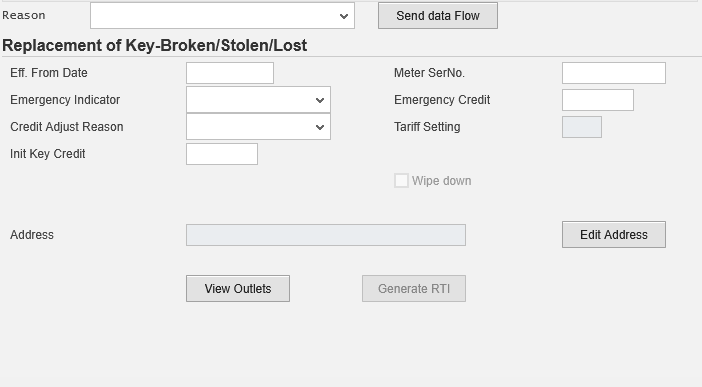 Reason Send data Flow
Replacement of Key-Broken/Stolen/Lost
Eff. From Date Meter SerNo.
Emergency Indicator Emergency Credit
Credit Adjust Reason Tariff Setting
Init Key Credit
Wipe down
Address Edit Address
View Outlets Generate RTI